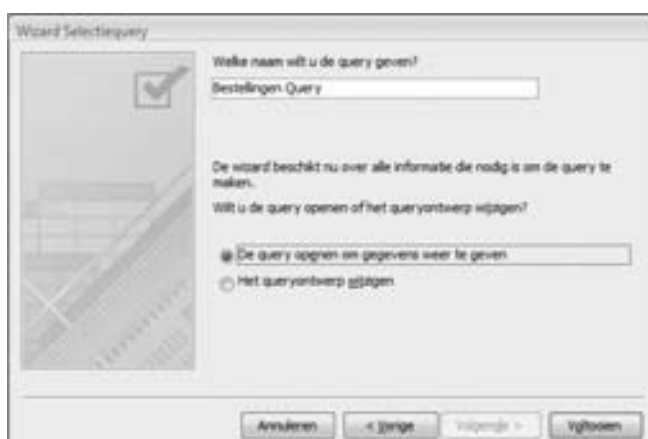 Wizard Selectiequery
Welke naam wilt u de query geven?
Bestellingen Query
De wizard beschikt nu over alle informatie die nodig is om de query te
maken.
Wilt u de query openen of het queryontwerp wijzigen?
De query openen om gegevens weer te geven
Het queryontwerp wijzigen
Annuleren
< Vorige
Volgende >
Voltooien